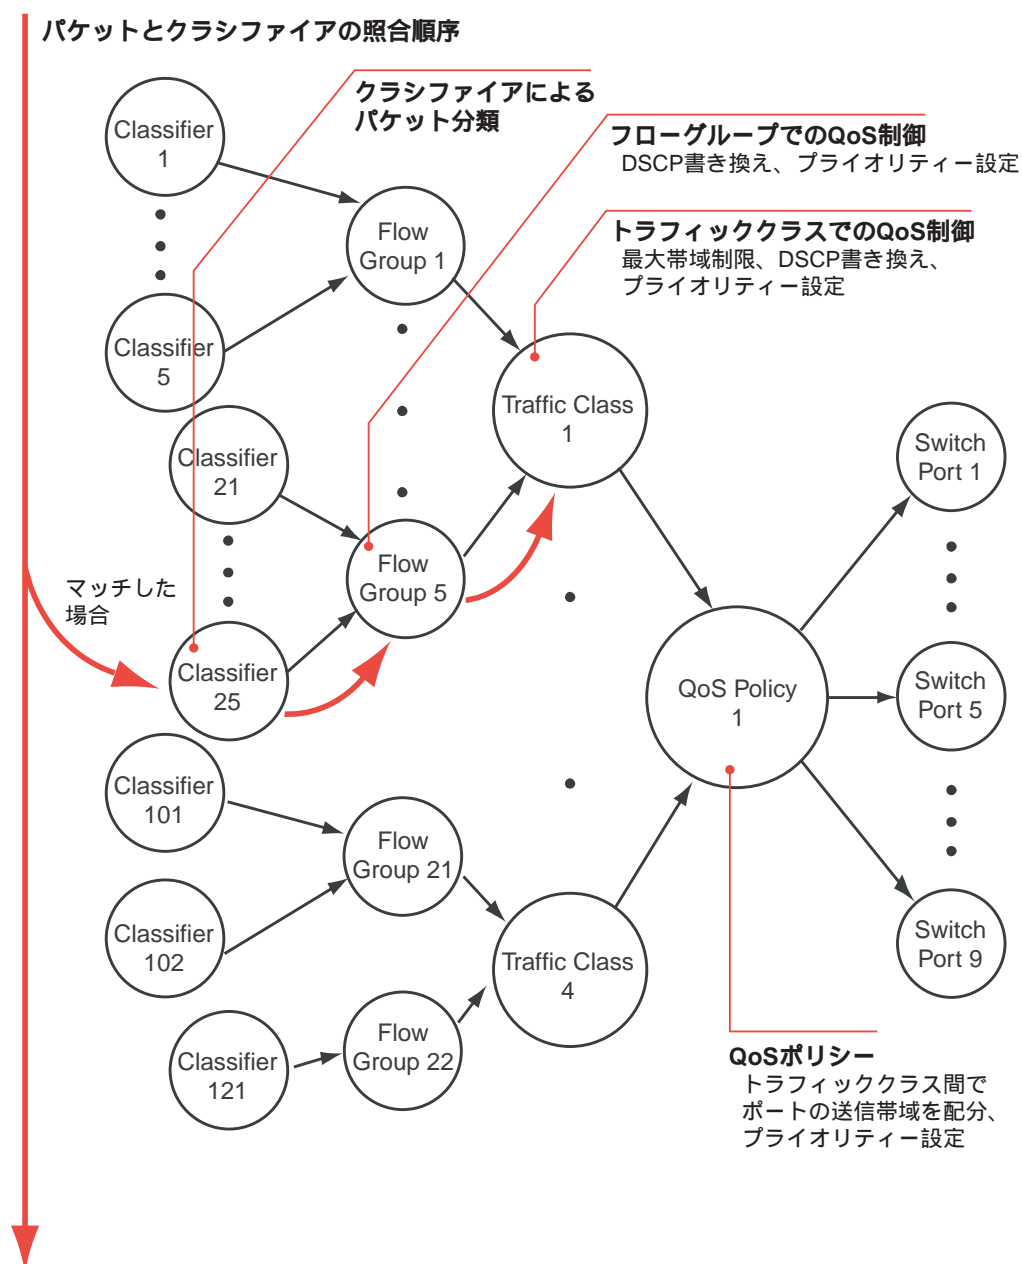 パケットとクラシファイアの照合順序
クラシファイアによる
パケット分類
フローグループでのQoS制御
DSCP書き換え、プライオリティー設定
トラフィッククラスでのQoS制御
最大帯域制限、DSCP書き換え、
プライオリティー設定
Classifier
1
Flow
Group 1
Classifier
5
Traffic Class
1
Classifier
21
Switch
Port 1
Flow
Group 5
マッチした
場合
Classifier
25
QoS Policy
1
Switch
Port 5
Classifier
101
Flow
Group 21
Classifier
102
Traffic Class
4
Switch
Port 9
Flow
Group 22
Classifier
121
QoSポリシー
トラフィッククラス間で
ポートの送信帯域を配分、
プライオリティー設定